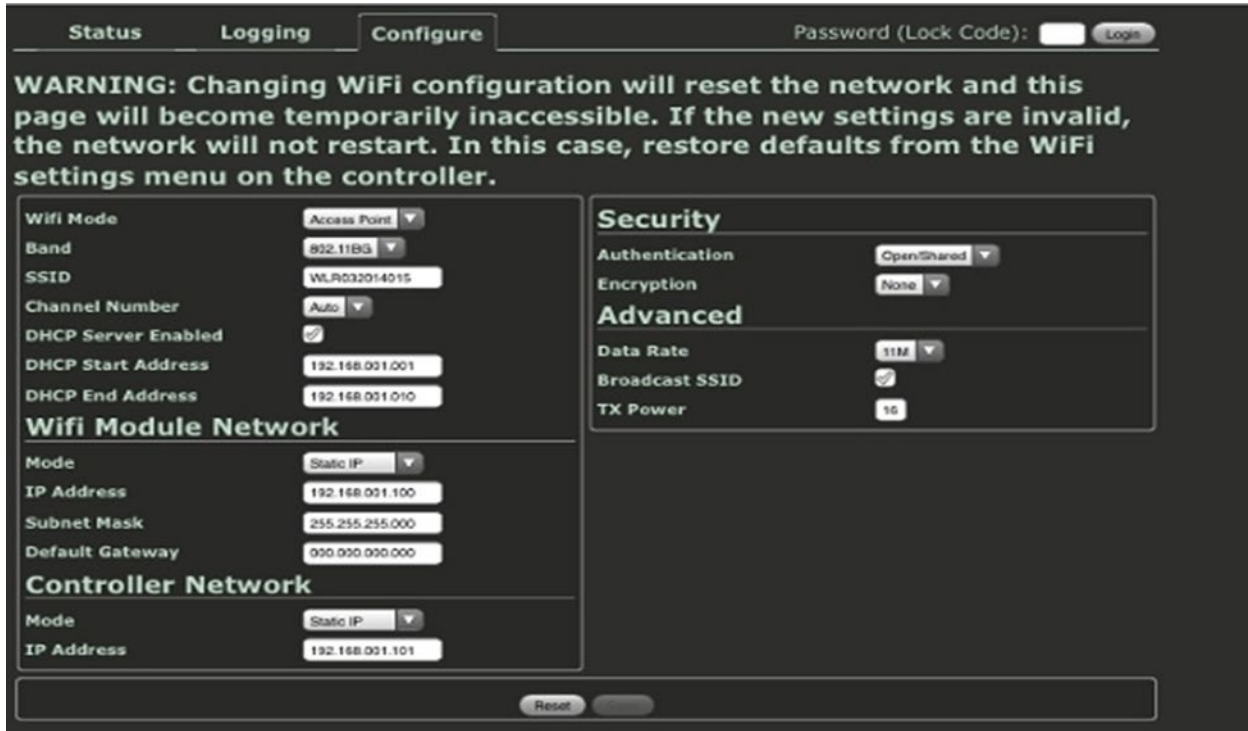 Status Logging Configure Password (Lock Code): Login
WARNING: Changing WiFi configuration will reset the network and this
page will become temporarily inaccessible. If the new settings are invalid,
the network will not restart. In this case, restore defaults from the WiFi
settings menu on the controller.
Wifi Mode Access Point
Band 802.11BG
SSID WLR032014015
Channel Number Auto
DHCP Server Enabled
DHCP Start Address 192.168.001.001
DHCP End Address 192.168.001.010
Wifi Module Network
Mode Static IP
IP Address 192.168.001.100
Subnet Mask 255.255.255.000
Default Gateway 000.000.000.000
Controller Network
Mode Static IP
IP Address 192.168.001.101
Security
Authentication Open/Shared
Encryption None
Advanced
Data Rate 11M
Broadcast SSID
TX Power 16
Reset